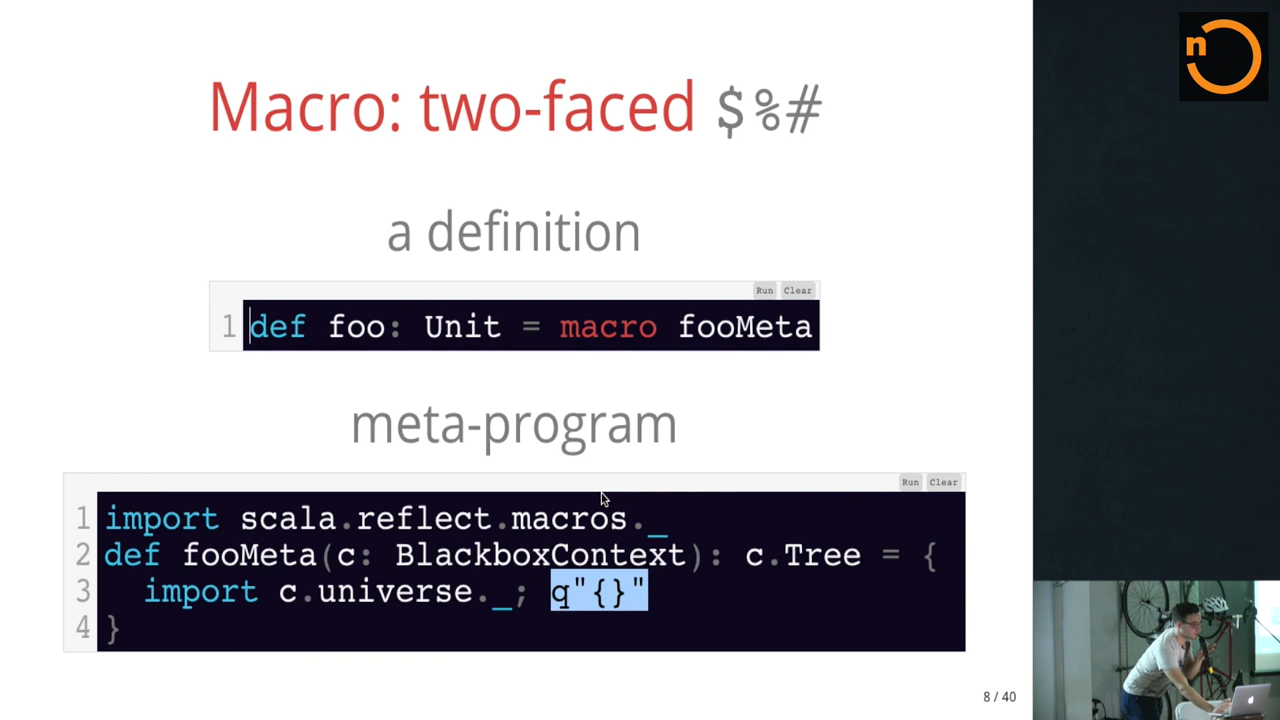 n
Macro: two-faced $%#
a definition
Run Clear
1 def foo: Unit = macro fooMeta
meta-program
Run Clear
1 import scala.reflect.macros._
2 def fooMeta(c: BlackboxContext): c.Tree = {
3 import c.universe._; q"{}"
4 }
8 / 40